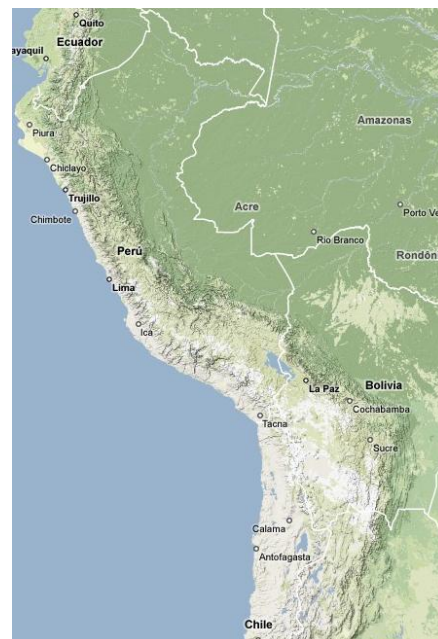 Quito
Ecuador
ayaquil
Piura
Amazonas
Chiclayo
Trujillo
Chimbote
Acre
Porto Ve
Rio Branco
Perú
Rondôn
Lima
Ica
La Paz
Bolivia
Cochabamba
Tacna
Sucre
Calama
Antofagasta
Chile